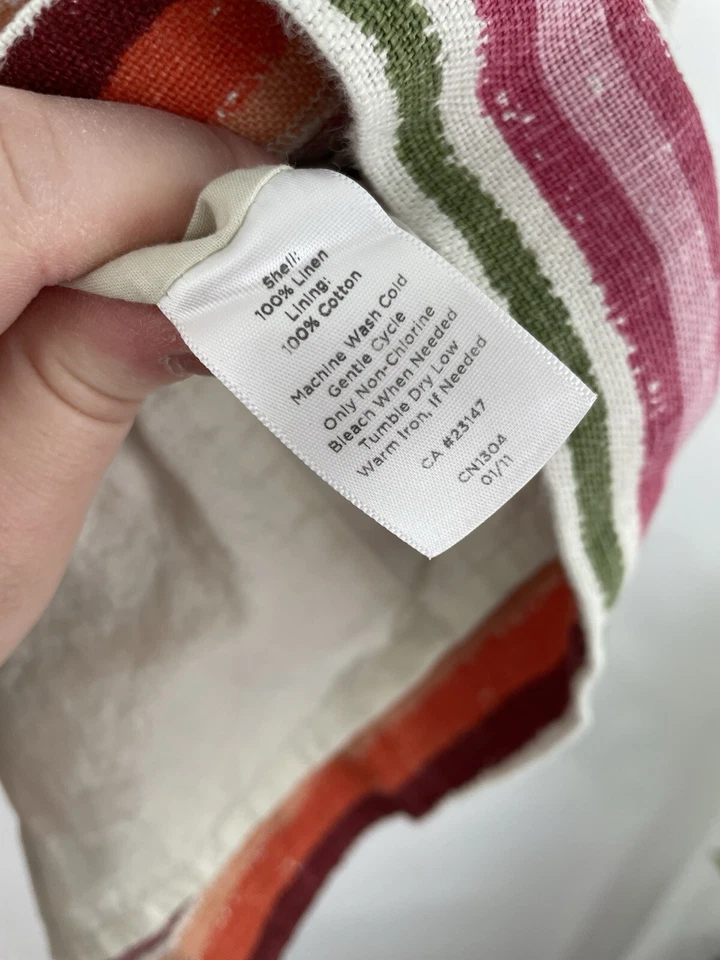 Shell:
100% Linen
Lining:
100% Cotton
Machine Wash Cold
Gentle Cycle
Only Non-Chlorine
Bleach When Needed
Tumble Dry Low
Warm Iron, If Needed
CA #23147
CN1304
01/11